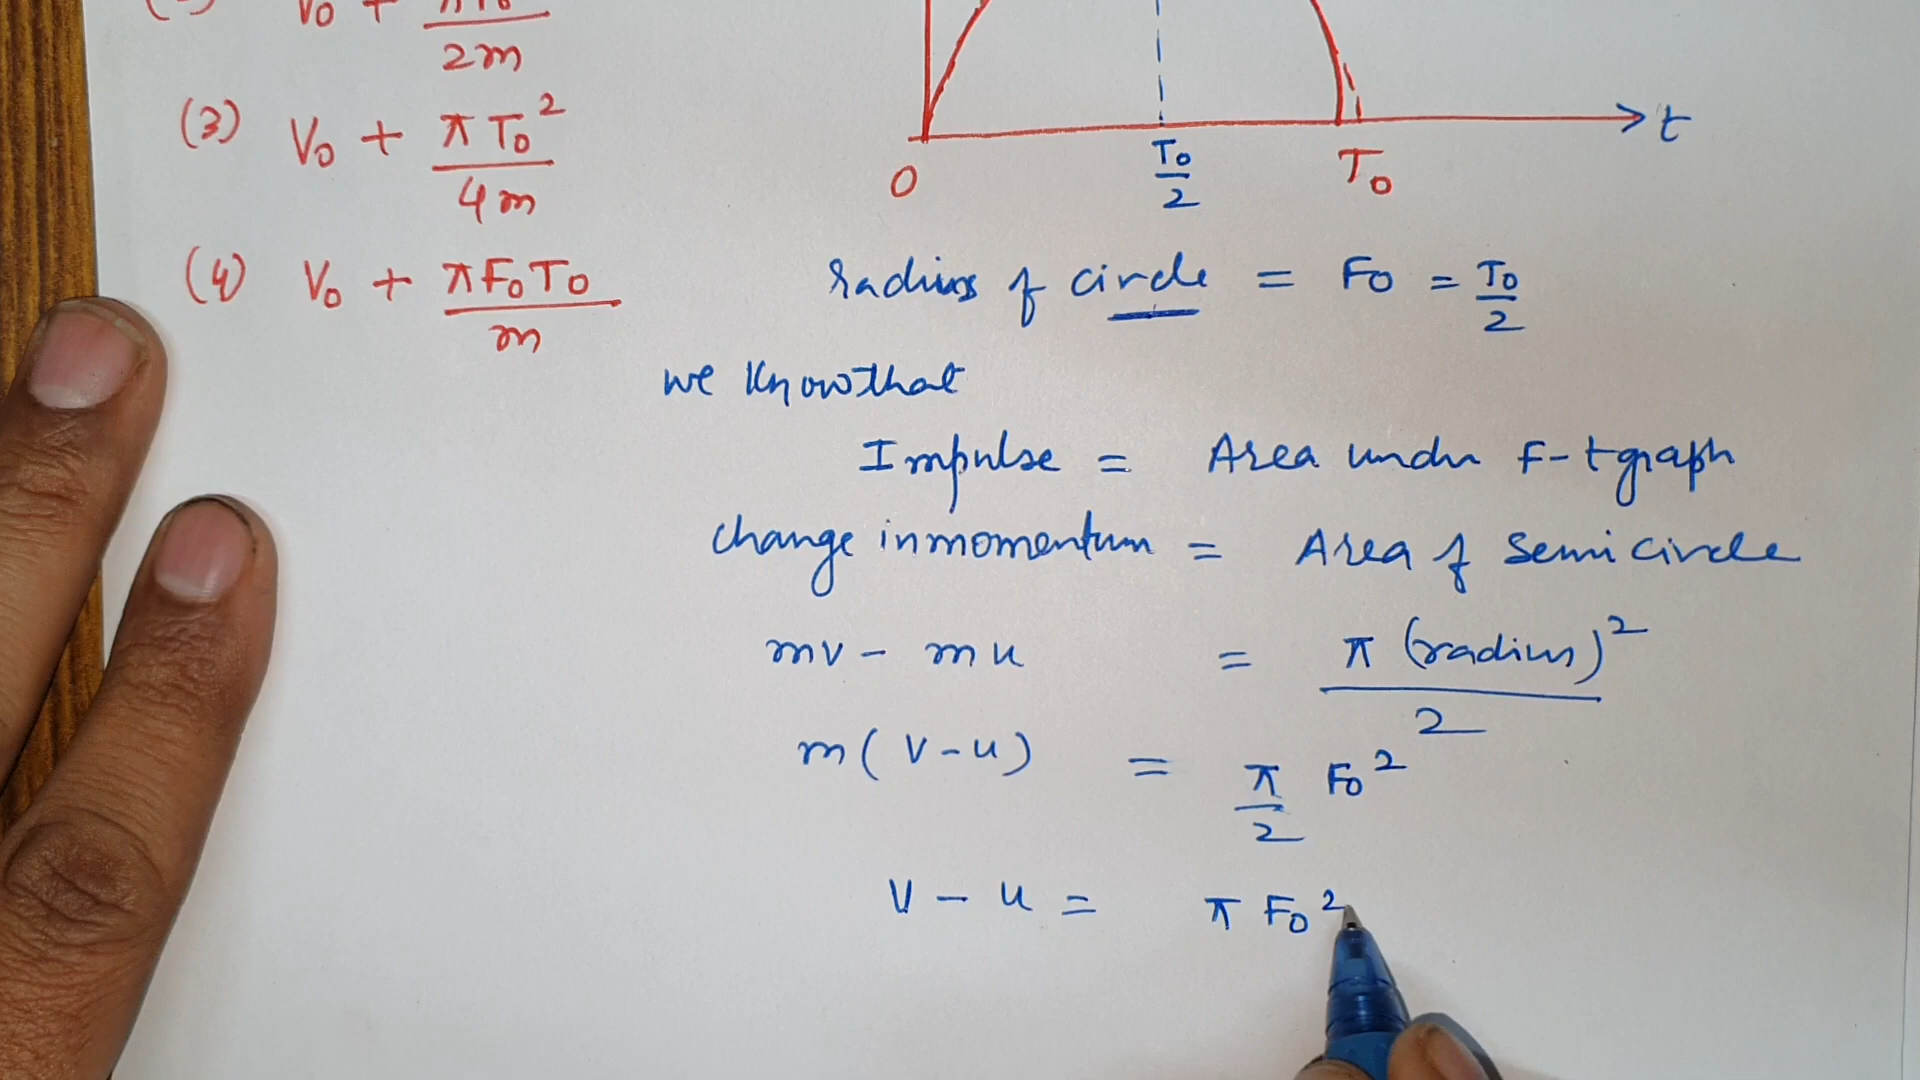 V₀ +
2m
(3) V₀ + πT₀²/4m
(4) V₀ + πF₀T₀/m
0 T₀/2 T₀ t
radius of circle = F₀ = T₀/2
we know that
Impulse = Area under F-t graph
change in momentum = Area of semi circle
mv - mu = π (radius)²/2
m(v-u) = π/2 F₀²
v - u = π F₀²